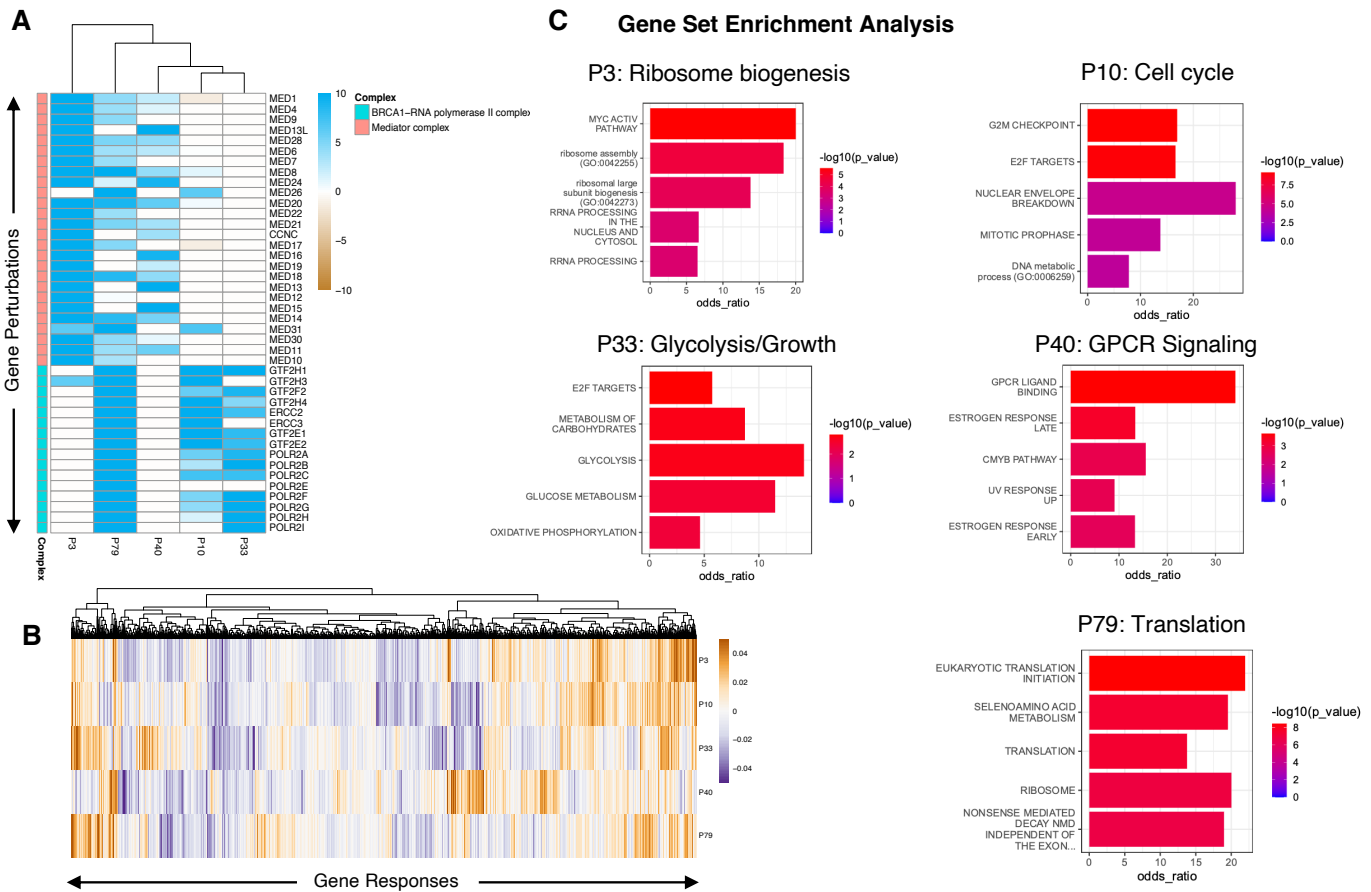 A
Gene Perturbations
MED1
MED4
MED9
MED13L
MED28
MED6
MED7
MED8
MED24
MED26
MED20
MED22
MED21
CCNC
MED17
MED16
MED19
MED18
MED13
MED12
MED15
MED14
MED31
MED30
MED11
MED10
GTF2H1
GTF2H3
GTF2F2
GTF2H4
ERCC2
ERCC3
GTF2E1
GTF2E2
POLR2A
POLR2B
POLR2C
POLR2E
POLR2F
POLR2G
POLR2H
POLR2I
Complex
P3
P79
P40
P10
P33
10
5
0
−5
−10
Complex
BRCA1−RNA polymerase II complex
Mediator complex
B
P3
P10
P33
P40
P79
0.04
0.02
0
−0.02
−0.04
Gene Responses
C
Gene Set Enrichment Analysis
P3: Ribosome biogenesis
MYC ACTIV
PATHWAY
ribosome assembly
(GO:0042255)
ribosomal large
subunit biogenesis
(GO:0042273)
RRNA PROCESSING
IN THE
NUCLEUS AND
CYTOSOL
RRNA PROCESSING
0 5 10 15 20
odds_ratio
-log10(p_value)
5
4
3
2
1
0
P10: Cell cycle
G2M CHECKPOINT
E2F TARGETS
NUCLEAR ENVELOPE
BREAKDOWN
MITOTIC PROPHASE
DNA metabolic
process (GO:0006259)
0 10 20
odds_ratio
-log10(p_value)
7.5
5.0
2.5
0.0
P33: Glycolysis/Growth
E2F TARGETS
METABOLISM OF
CARBOHYDRATES
GLYCOLYSIS
GLUCOSE METABOLISM
OXIDATIVE PHOSPHORYLATION
0 5 10
odds_ratio
-log10(p_value)
2
1
0
P40: GPCR Signaling
GPCR LIGAND
BINDING
ESTROGEN RESPONSE
LATE
CMYB PATHWAY
UV RESPONSE
UP
ESTROGEN RESPONSE
EARLY
0 10 20 30
odds_ratio
-log10(p_value)
3
2
1
0
P79: Translation
EUKARYOTIC TRANSLATION
INITIATION
SELENOAMINO ACID
METABOLISM
TRANSLATION
RIBOSOME
NONSENSE MEDIATED
DECAY NMD
INDEPENDENT OF
THE EXON...
0 5 10 15 20
odds_ratio
-log10(p_value)
8
6
4
2
0